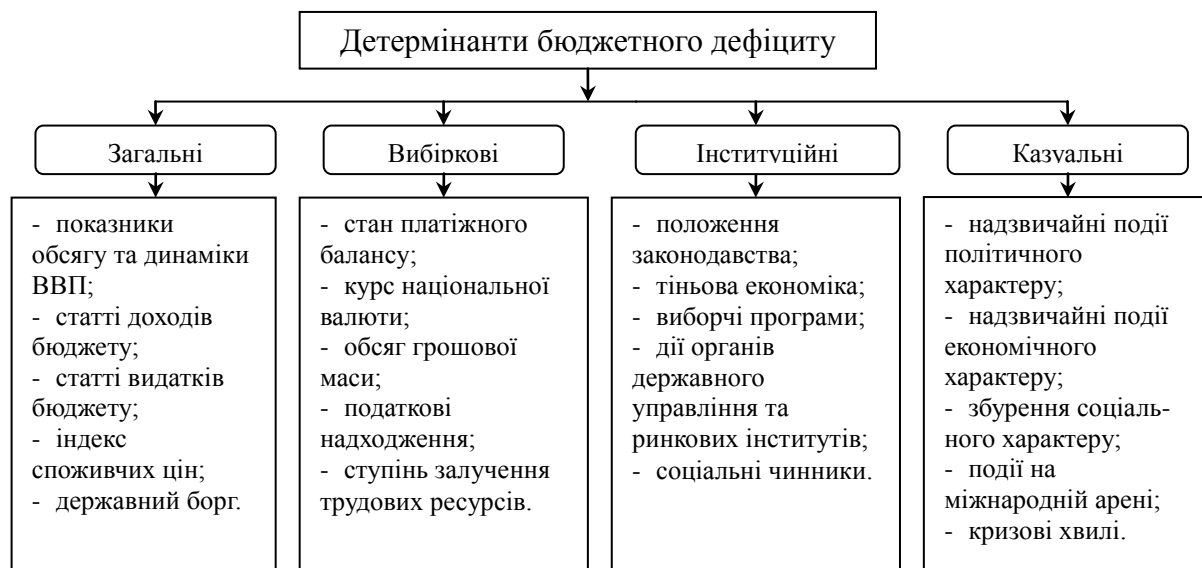 Детермінанти бюджетного дефіциту
Загальні
Вибіркові
Інституційні
Казуальні
- показники
обсягу та динаміки
ВВП;
- статті доходів
бюджету;
- статті видатків
бюджету;
- індекс
споживчих цін;
- державний борг.
- стан платіжного
балансу;
- курс національної
валюти;
- обсяг грошової
маси;
- податкові
надходження;
- ступінь залучення
трудових ресурсів.
- положення
законодавства;
- тіньова економіка;
- виборчі програми;
- дії органів
державного
управління та
ринкових інститутів;
- соціальні чинники.
- надзвичайні події
політичного
характеру;
- надзвичайні події
економічного
характеру;
- збурення соціаль-
ного характеру;
- події на
міжнародній арені;
- кризові хвилі.